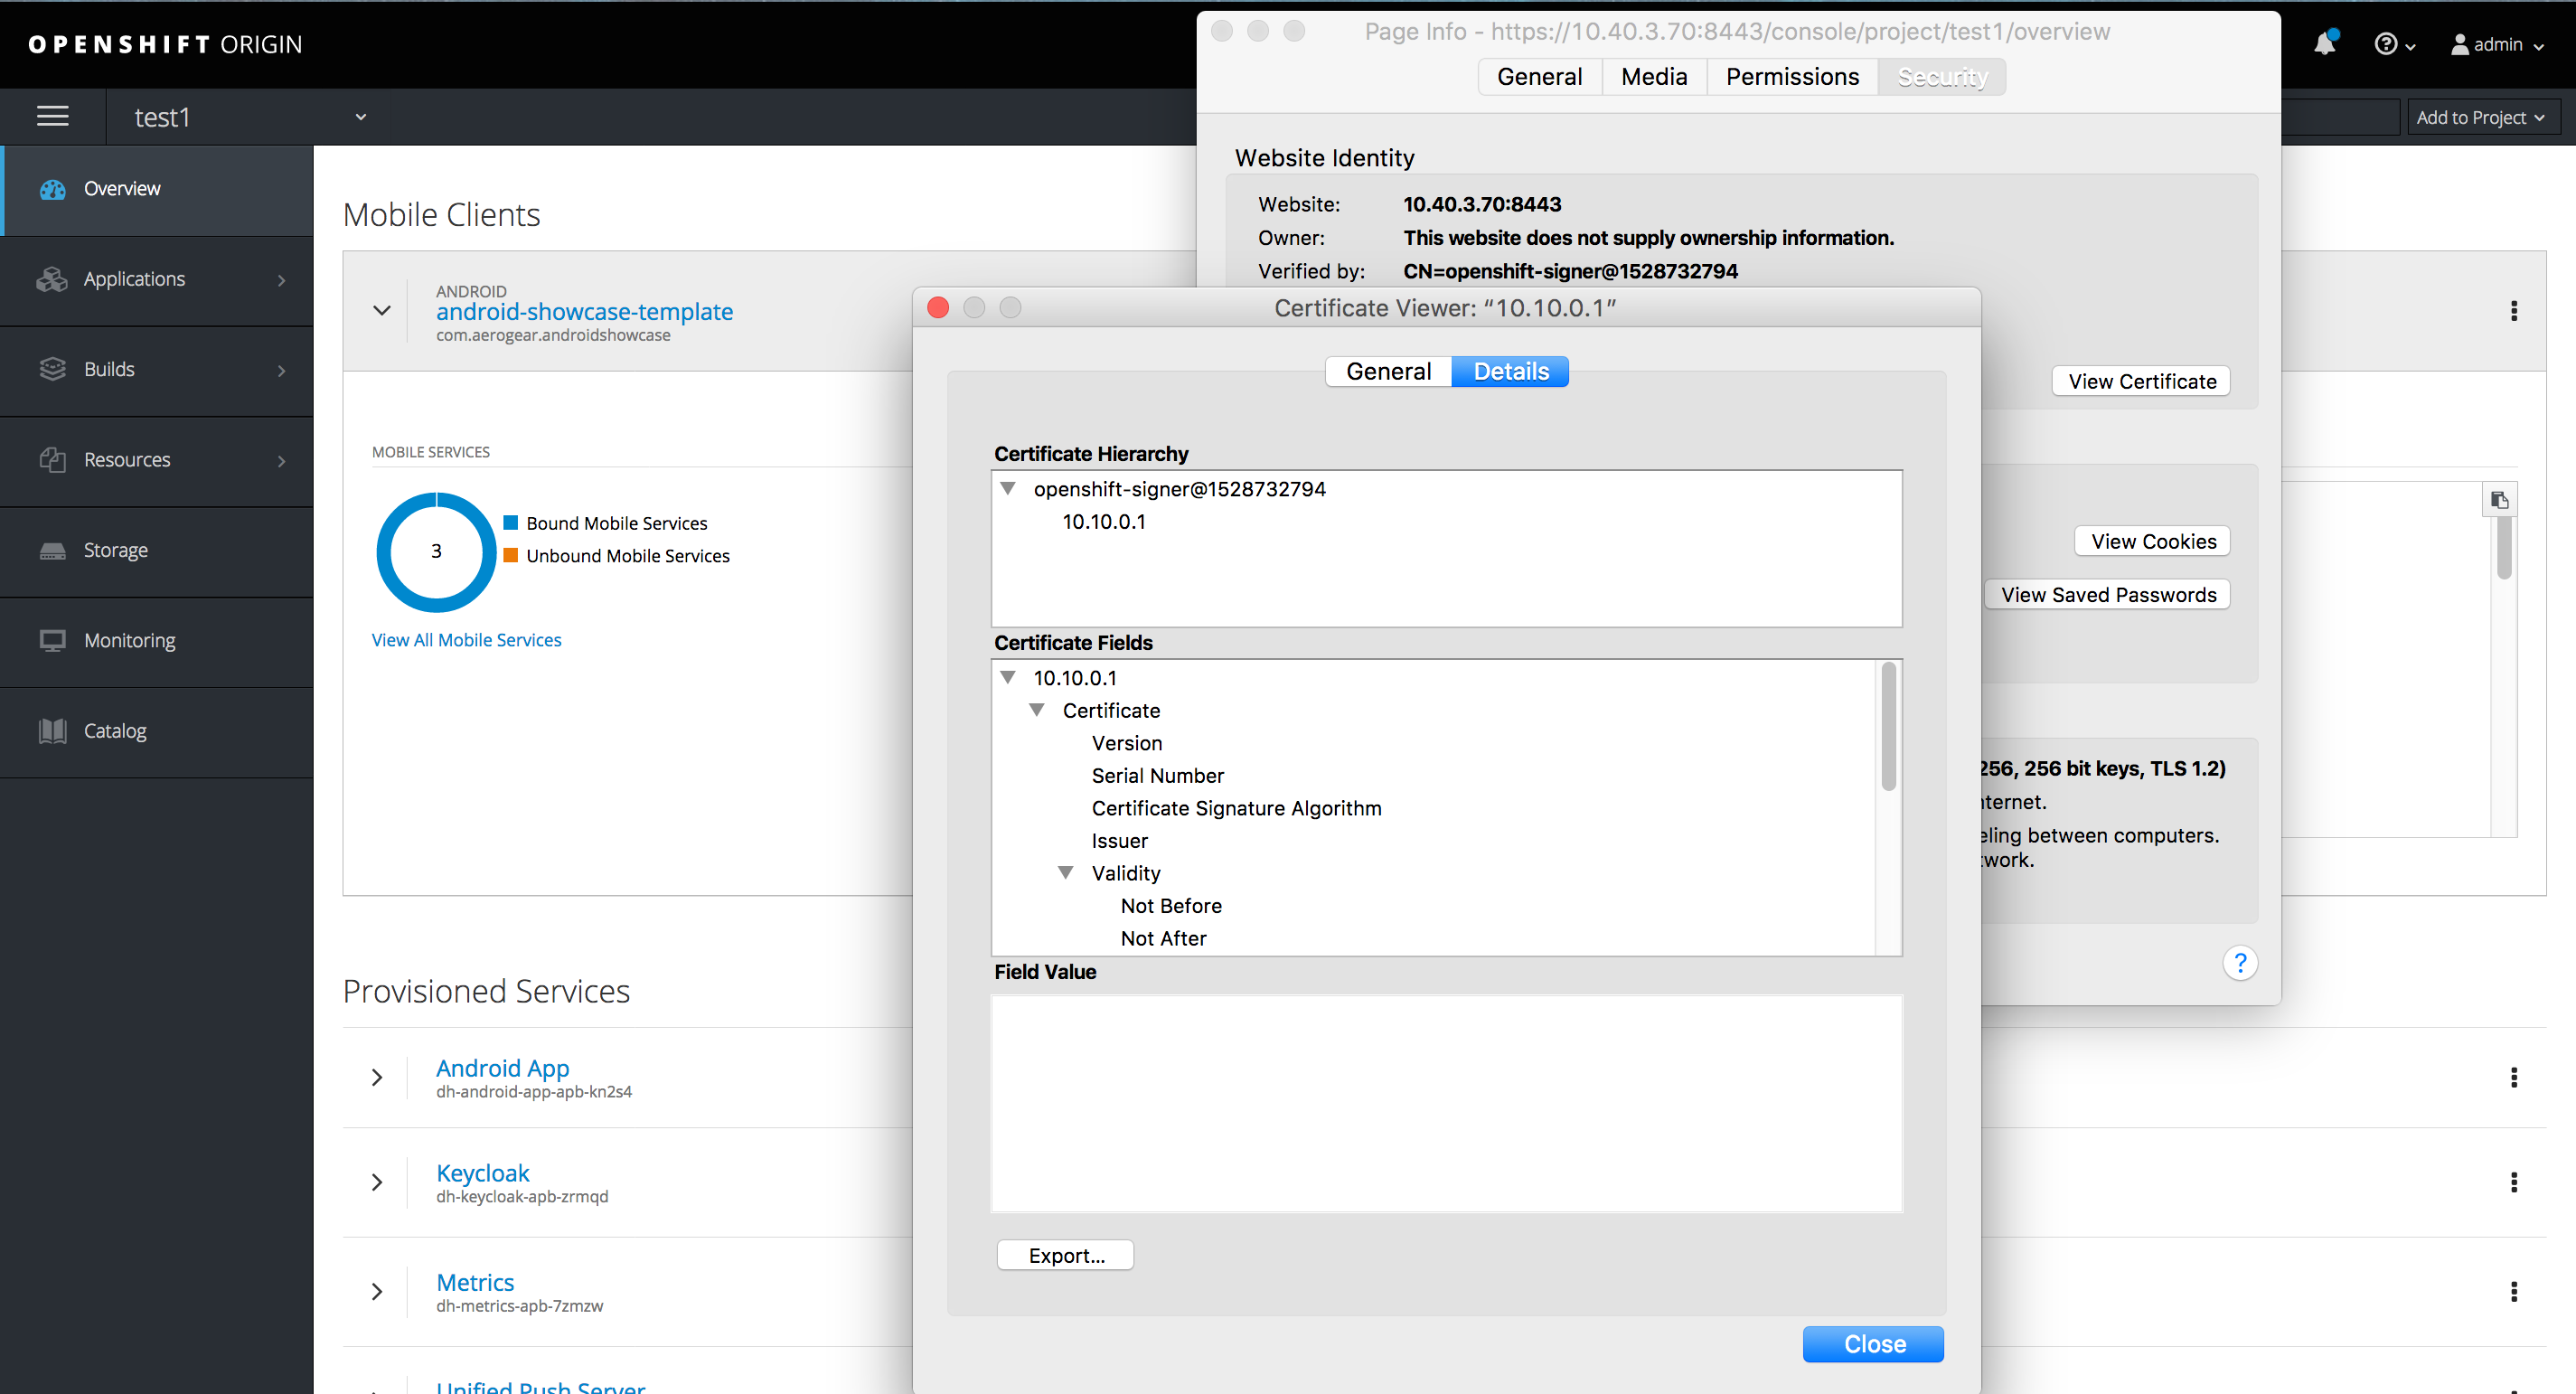 OPENSHIFT ORIGIN
admin
test1
Add to Project
Overview
Applications
Builds
Resources
Storage
Monitoring
Catalog
Mobile Clients
ANDROID
android-showcase-template
com.aerogear.androidshowcase
MOBILE SERVICES
3
Bound Mobile Services
Unbound Mobile Services
View All Mobile Services
Provisioned Services
Android App
dh-android-app-apb-kn2s4
Keycloak
dh-keycloak-apb-zrmqd
Metrics
dh-metrics-apb-7zmzw
Unified Push Server
Page Info - https://10.40.3.70:8443/console/project/test1/overview
General Media Permissions Security
Website Identity
Website: 10.40.3.70:8443
Owner: This website does not supply ownership information.
Verified by: CN=openshift-signer@1528732794
View Certificate
View Cookies
View Saved Passwords
256, 256 bit keys, TLS 1.2)
between computers.
?
Certificate Viewer: “10.10.0.1”
General Details
Certificate Hierarchy
openshift-signer@1528732794
10.10.0.1
Certificate Fields
10.10.0.1
Certificate
Version
Serial Number
Certificate Signature Algorithm
Issuer
Validity
Not Before
Not After
Field Value
Export...
Close